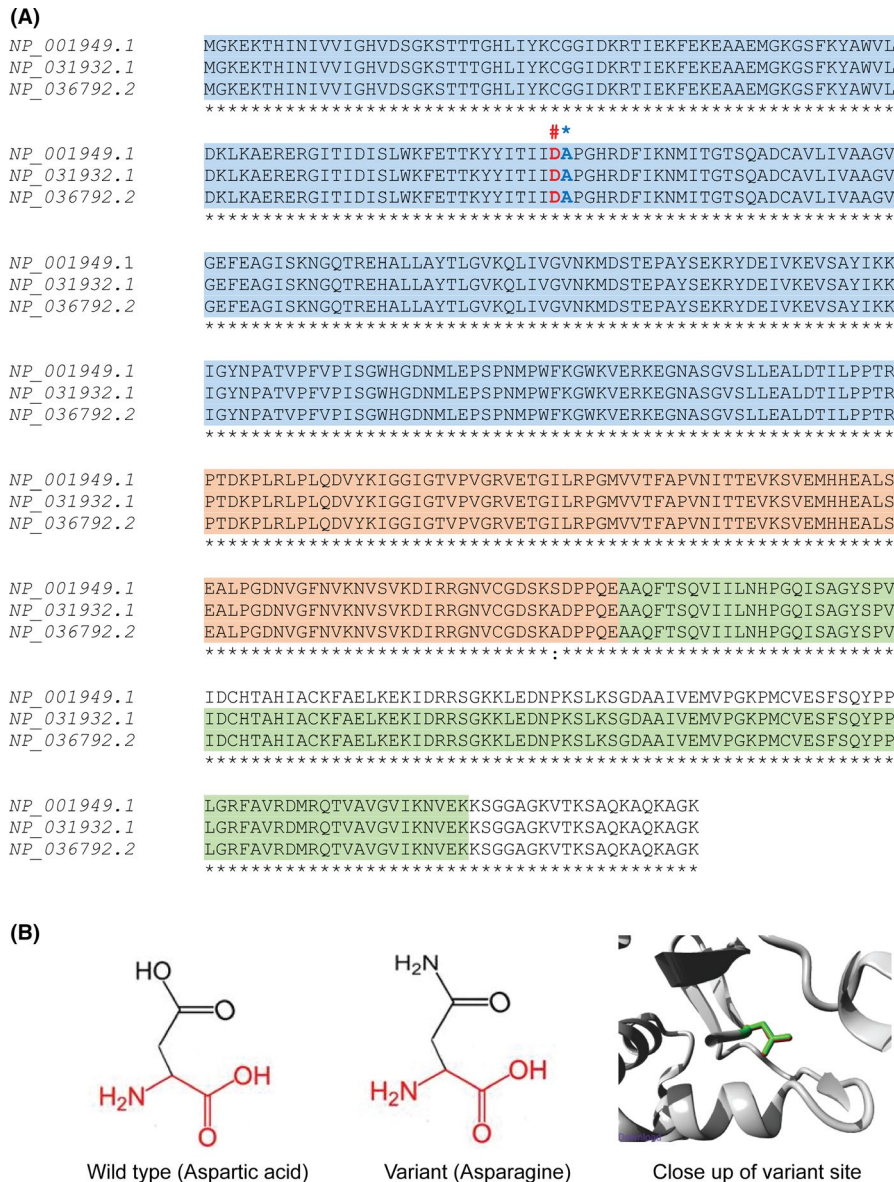 (A)
NP_001949.1 MGKEKTHINIVVIGHVDSGKSTTTGHLIYKCGGIDKRTIEKFEKEAAEMGKGSFKYAWVL
NP_031932.1 MGKEKTHINIVVIGHVDSGKSTTTGHLIYKCGGIDKRTIEKFEKEAAEMGKGSFKYAWVL
NP_036792.2 MGKEKTHINIVVIGHVDSGKSTTTGHLIYKCGGIDKRTIEKFEKEAAEMGKGSFKYAWVL
************************************************************
#*
NP_001949.1 DKLKAERERGITIDISLWKFETTKYYITIIDAPGHRDFIKNMITGTSQADCAVLIVAAGV
NP_031932.1 DKLKAERERGITIDISLWKFETTKYYITIIDAPGHRDFIKNMITGTSQADCAVLIVAAGV
NP_036792.2 DKLKAERERGITIDISLWKFETTKYYITIIDAPGHRDFIKNMITGTSQADCAVLIVAAGV
************************************************************
NP_001949.1 GEFEAGISKNGQTREHALLAYTLGVKQLIVGVNKMDSTEPAYSEKRYDEIVKEVSAYIKK
NP_031932.1 GEFEAGISKNGQTREHALLAYTLGVKQLIVGVNKMDSTEPAYSEKRYDEIVKEVSAYIKK
NP_036792.2 GEFEAGISKNGQTREHALLAYTLGVKQLIVGVNKMDSTEPAYSEKRYDEIVKEVSAYIKK
************************************************************
NP_001949.1 IGYNPATVPFVPISGWHGDNMLEPSPNMPWFKGWKVERKEGNASGVSLLEALDTILPPTR
NP_031932.1 IGYNPATVPFVPISGWHGDNMLEPSPNMPWFKGWKVERKEGNASGVSLLEALDTILPPTR
NP_036792.2 IGYNPATVPFVPISGWHGDNMLEPSPNMPWFKGWKVERKEGNASGVSLLEALDTILPPTR
************************************************************
NP_001949.1 PTDKPLRLPLQDVYKIGGIGTVPVGRVETGILRPGMVVTFAPVNITTEVKSVEMHHEALS
NP_031932.1 PTDKPLRLPLQDVYKIGGIGTVPVGRVETGILRPGMVVTFAPVNITTEVKSVEMHHEALS
NP_036792.2 PTDKPLRLPLQDVYKIGGIGTVPVGRVETGILRPGMVVTFAPVNITTEVKSVEMHHEALS
************************************************************
NP_001949.1 EALPGDNVGFNVKNVSVKDIRRGNVCGDSKSDPPQEAAQFTSQVIILNHPGQISAGYSPV
NP_031932.1 EALPGDNVGFNVKNVSVKDIRRGNVCGDSKADPPQEAAQFTSQVIILNHPGQISAGYSPV
NP_036792.2 EALPGDNVGFNVKNVSVKDIRRGNVCGDSKADPPQEAAQFTSQVIILNHPGQISAGYSPV
******************************:*****************************
NP_001949.1 IDCHTAHIACKFAELKEKIDRRSGKKLEDNPKSLKSGDAAIVEMVPGKPMCVESFSQYPP
NP_031932.1 IDCHTAHIACKFAELKEKIDRRSGKKLEDNPKSLKSGDAAIVEMVPGKPMCVESFSQYPP
NP_036792.2 IDCHTAHIACKFAELKEKIDRRSGKKLEDNPKSLKSGDAAIVEMVPGKPMCVESFSQYPP
************************************************************
NP_001949.1 LGRFAVRDMRQTVAVGVIKNVEKKSGGAGKVTKSAQKAQKAGK
NP_031932.1 LGRFAVRDMRQTVAVGVIKNVEKKSGGAGKVTKSAQKAQKAGK
NP_036792.2 LGRFAVRDMRQTVAVGVIKNVEKKSGGAGKVTKSAQKAQKAGK
*******************************************
(B)
HO
O
H₂N
OH
O
Wild type (Aspartic acid)
H₂N
O
H₂N
OH
O
Variant (Asparagine)
Close up of variant site